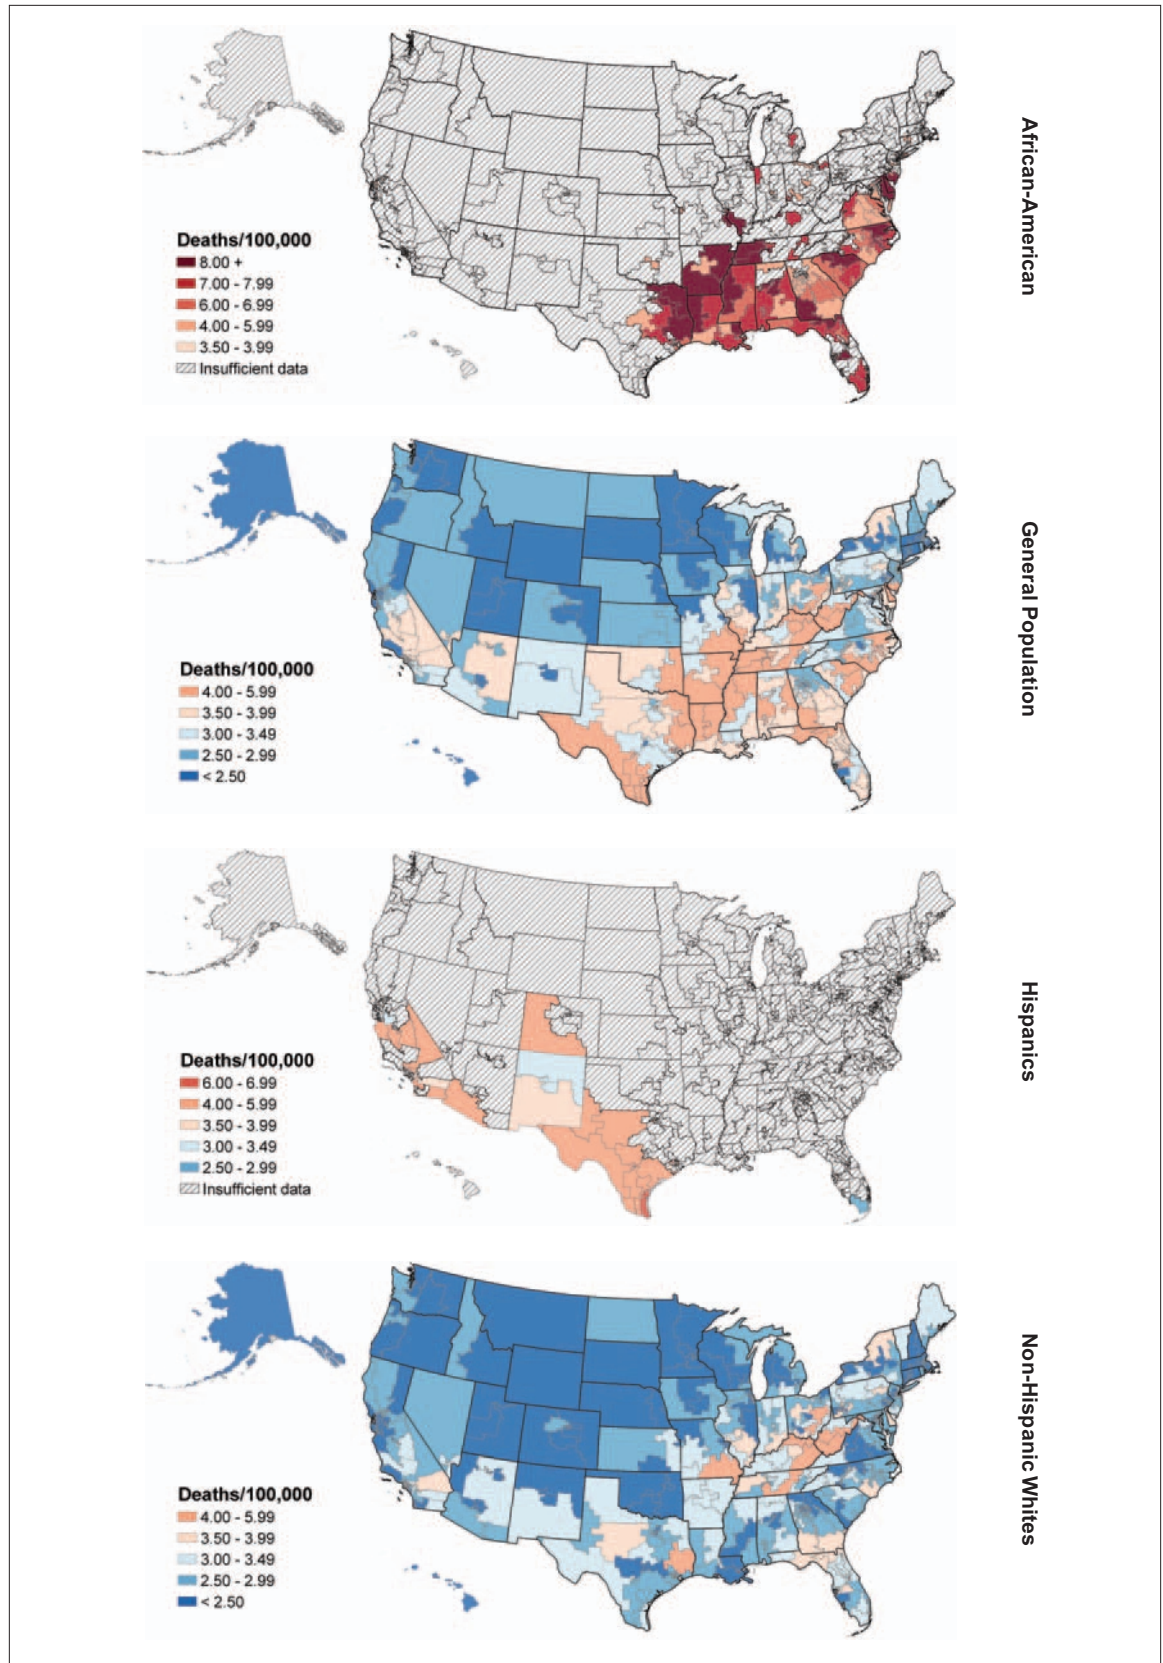 African-American
Deaths/100,000
8.00 +
7.00 - 7.99
6.00 - 6.99
4.00 - 5.99
3.50 - 3.99
Insufficient data
General Population
Deaths/100,000
4.00 - 5.99
3.50 - 3.99
3.00 - 3.49
2.50 - 2.99
< 2.50
Hispanics
Deaths/100,000
6.00 - 6.99
4.00 - 5.99
3.50 - 3.99
3.00 - 3.49
2.50 - 2.99
Insufficient data
Non-Hispanic Whites
Deaths/100,000
4.00 - 5.99
3.50 - 3.99
3.00 - 3.49
2.50 - 2.99
< 2.50